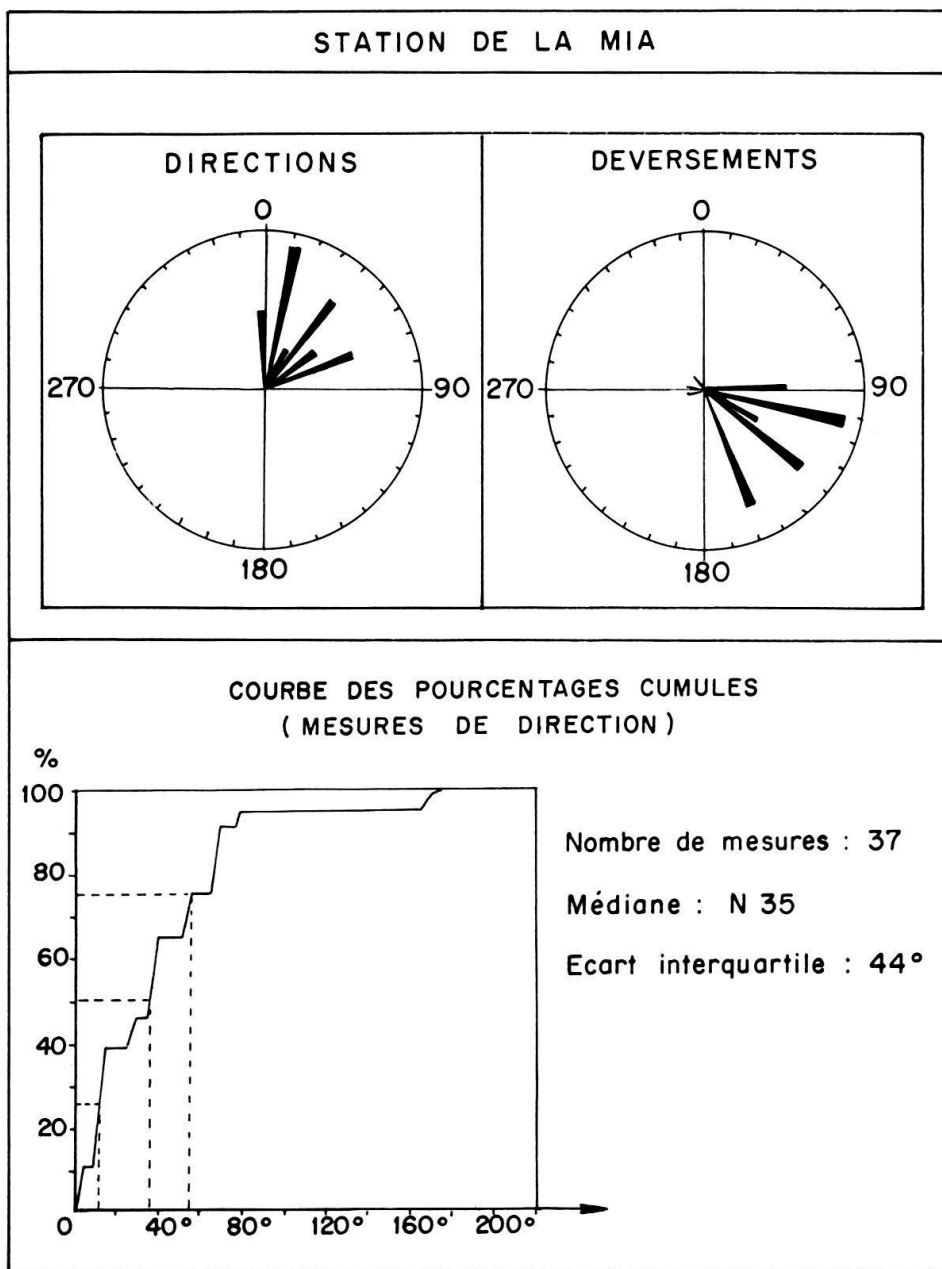 STATION DE LA MIA
DIRECTIONS
0
270
90
180
DEVERSEMENTS
0
270
90
180
COURBE DES POURCENTAGES CUMULES
( MESURES DE DIRECTION )
%
100
80
60
40
20
0 40° 80° 120° 160° 200°
Nombre de mesures : 37
Médiane : N 35
Ecart interquartile : 44°